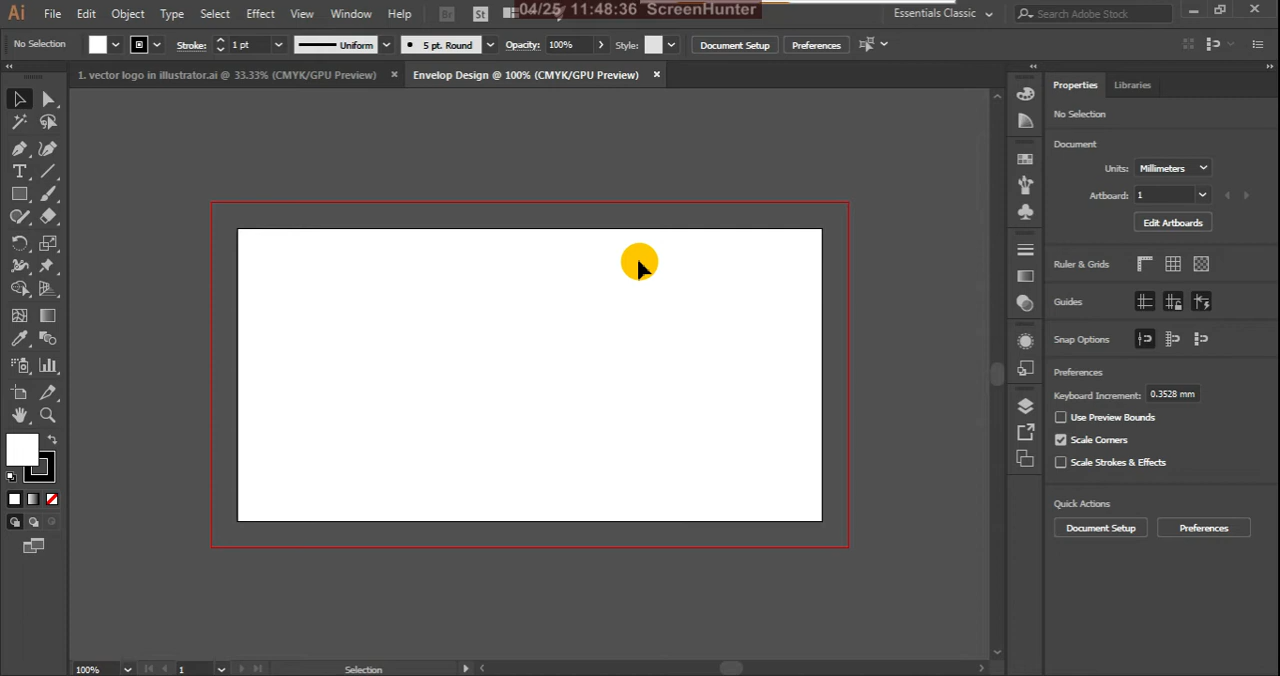 Ai File Edit Object Type Select Effect View Window Help Br St 04/25 11:48:36 ScreenHunter Essentials Classic Search Adobe Stock
No Selection Stroke: 1 pt Uniform 5 pt. Round Opacity: 100% Style: Document Setup Preferences
1. vector logo in illustrator.ai @ 33.33% (CMYK/GPU Preview) Envelop Design @ 100% (CMYK/GPU Preview)
Properties Libraries
No Selection
Document
Units: Millimeters
Artboard: 1
Edit Artboards
Ruler & Grids
Guides
Snap Options
Preferences
Keyboard Increment: 0.3528 mm
Use Preview Bounds
Scale Corners
Scale Strokes & Effects
Quick Actions
Document Setup Preferences
100% 1 Selection